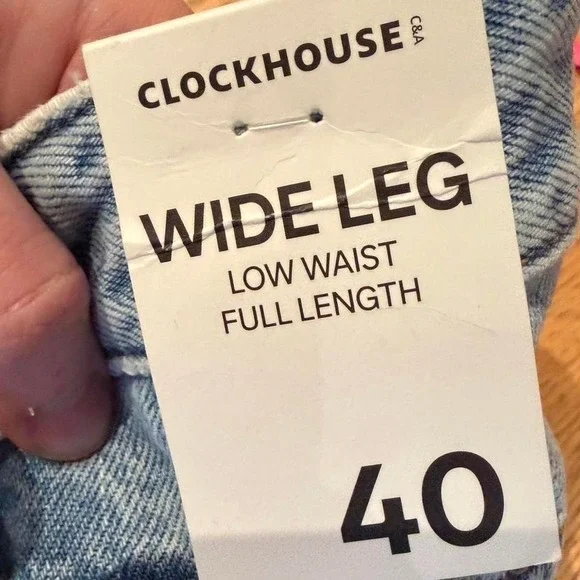 CLOCKHOUSE C&A
WIDE LEG
LOW WAIST
FULL LENGTH
40